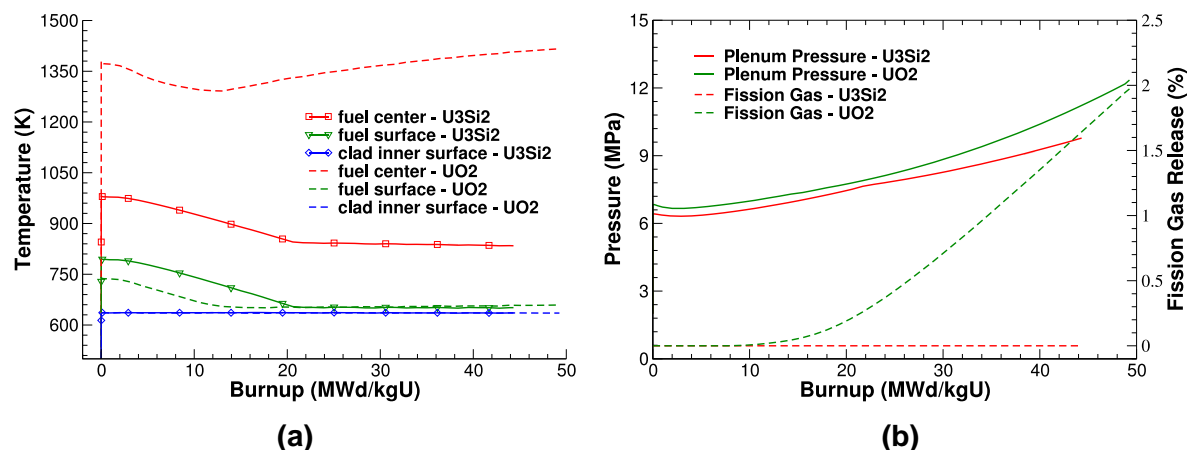 1500
1350
1200
1050
900
750
600
Temperature (K)
fuel center - U3Si2
fuel surface - U3Si2
clad inner surface - U3Si2
fuel center - UO2
fuel surface - UO2
clad inner surface - UO2
0 10 20 30 40 50
Burnup (MWd/kgU)
(a)
15
12
9
6
3
0
Pressure (MPa)
Plenum Pressure - U3Si2
Plenum Pressure - UO2
Fission Gas - U3Si2
Fission Gas - UO2
2.5
2
1.5
1
0.5
0
Fission Gas Release (%)
0 10 20 30 40 50
Burnup (MWd/kgU)
(b)